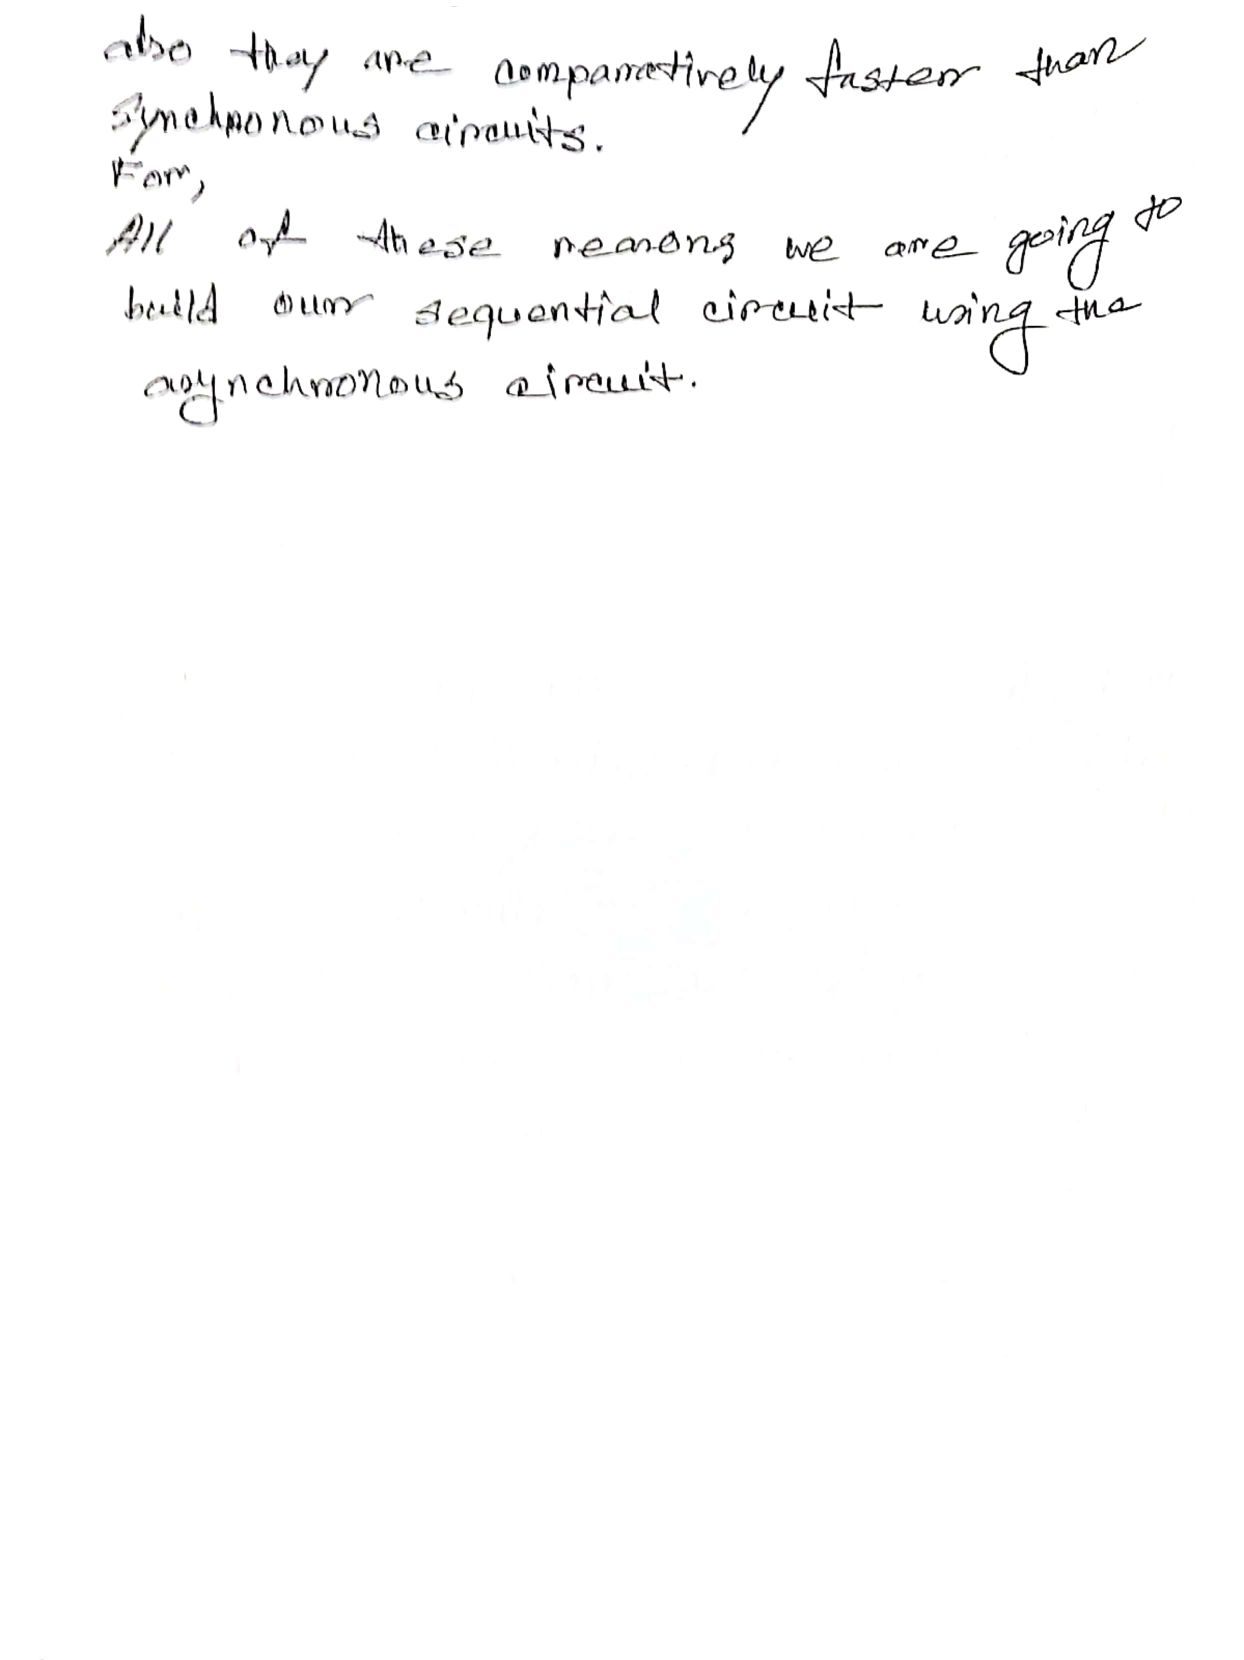 also they are comparatively faster than
synchronous circuits.
For,
All of these reasons we are going to
build our sequential circuit using the
asynchronous circuit.